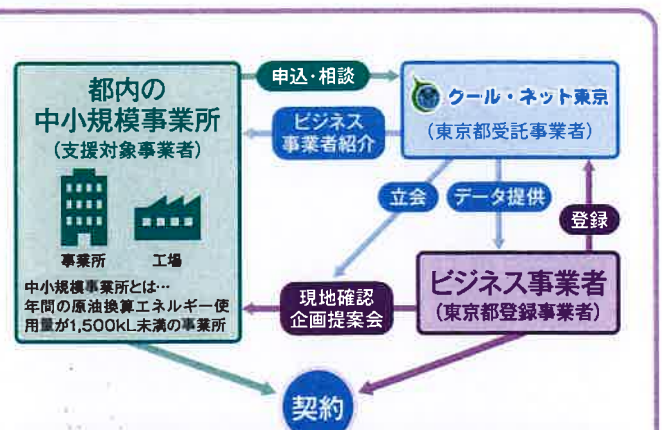 都内の
中小規模事業所
(支援対象事業者)
事業所
工場
中小規模事業所とは…
年間の原油換算エネルギー使
用量が1,500kL未満の事業所
申込・相談
ビジネス
事業者紹介
クール・ネット東京
(東京都受託事業者)
立会
データ提供
登録
現地確認
企画提案会
ビジネス事業者
(東京都登録事業者)
契約